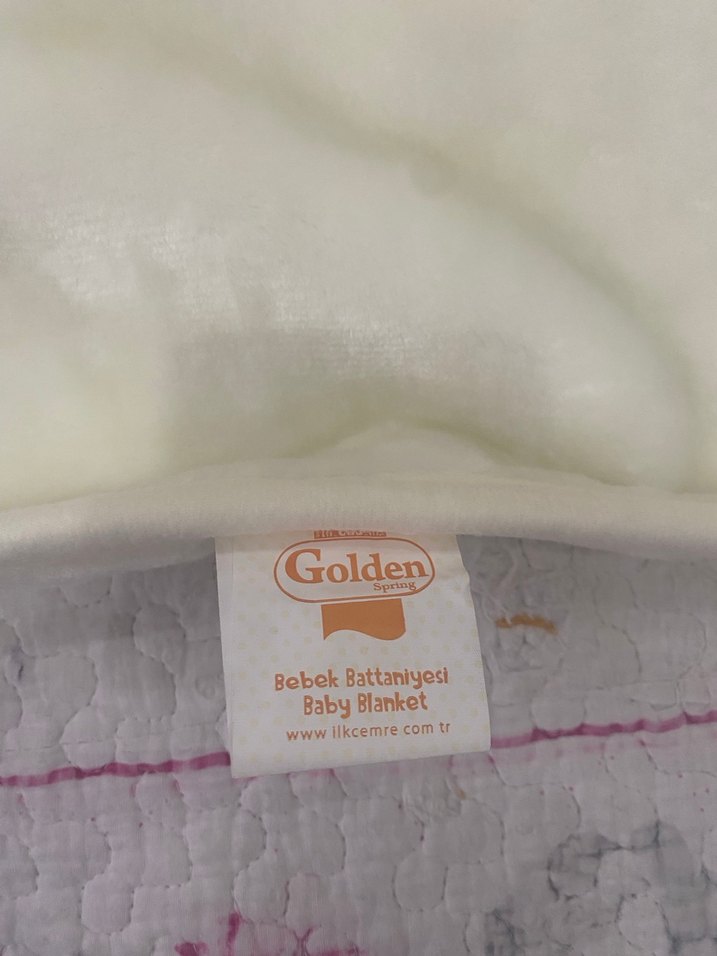 Golden
Spring
Bebek Battaniyesi
Baby Blanket
www ilkcemre com tr